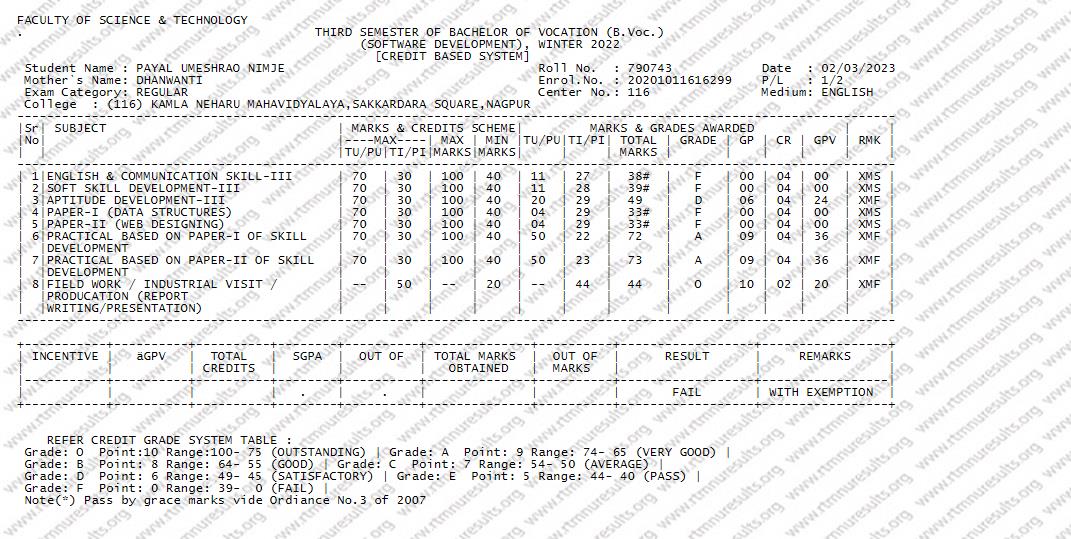 FACULTY OF SCIENCE & TECHNOLOGY
. THIRD SEMESTER OF BACHELOR OF VOCATION (B.Voc.)
(SOFTWARE DEVELOPMENT), WINTER 2022
[CREDIT BASED SYSTEM]
Student Name : PAYAL UMESHRAO NIMJE Roll No. : 790743 Date : 02/03/2023
Mother`s Name: DHANWANTI Enrol.No. : 20201011616299 P/L : 1/2
Exam Category: REGULAR Center No.: 116 Medium: ENGLISH
College : (116) KAMLA NEHARU MAHAVIDYALAYA,SAKKARDARA SQUARE,NAGPUR
|Sr| SUBJECT | MARKS & CREDITS SCHEME| MARKS & GRADES AWARDED | |
|No| |----MAX----| MAX | MIN |TU/PU|TI/PI| TOTAL | GRADE | GP | CR | GPV | RMK |
| | |TU/PU|TI/PI|MARKS|MARKS| | | MARKS | | | | | |
| 1|ENGLISH & COMMUNICATION SKILL-III | 70 | 30 | 100 | 40 | 11 | 27 | 38# | F | 00 | 04 | 00 | XMS
| 2|SOFT SKILL DEVELOPMENT-III | 70 | 30 | 100 | 40 | 11 | 28 | 39# | F | 00 | 04 | 00 | XMS
| 3|APTITUDE DEVELOPMENT-III | 70 | 30 | 100 | 40 | 20 | 29 | 49 | D | 06 | 04 | 24 | XMF
| 4|PAPER-I (DATA STRUCTURES) | 70 | 30 | 100 | 40 | 04 | 29 | 33# | F | 00 | 04 | 00 | XMS
| 5|PAPER-II (WEB DESIGNING) | 70 | 30 | 100 | 40 | 04 | 29 | 33# | F | 00 | 04 | 00 | XMS
| 6|PRACTICAL BASED ON PAPER-I OF SKILL | 70 | 30 | 100 | 40 | 50 | 22 | 72 | A | 09 | 04 | 36 | XMF
DEVELOPMENT
| 7|PRACTICAL BASED ON PAPER-II OF SKILL | 70 | 30 | 100 | 40 | 50 | 23 | 73 | A | 09 | 04 | 36 | XMF
DEVELOPMENT
| 8|FIELD WORK / INDUSTRIAL VISIT / | -- | 50 | -- | 20 | -- | 44 | 44 | O | 10 | 02 | 20 | XMF
PRODUCATION (REPORT
WRITING/PRESENTATION)
| INCENTIVE | äGPV | TOTAL | SGPA | OUT OF | TOTAL MARKS | OUT OF | RESULT | REMARKS |
| | | CREDITS | | | OBTAINED | MARKS | | |
| | | | . | . | | | FAIL | WITH EXEMPTION |
REFER CREDIT GRADE SYSTEM TABLE :
Grade: O Point:10 Range:100- 75 (OUTSTANDING) | Grade: A Point: 9 Range: 74- 65 (VERY GOOD) |
Grade: B Point: 8 Range: 64- 55 (GOOD) | Grade: C Point: 7 Range: 54- 50 (AVERAGE) |
Grade: D Point: 6 Range: 49- 45 (SATISFACTORY) | Grade: E Point: 5 Range: 44- 40 (PASS) |
Grade: F Point: 0 Range: 39- 0 (FAIL) |
Note(*) Pass by grace marks vide Ordiance No.3 of 2007
www.rtmnuresults.org